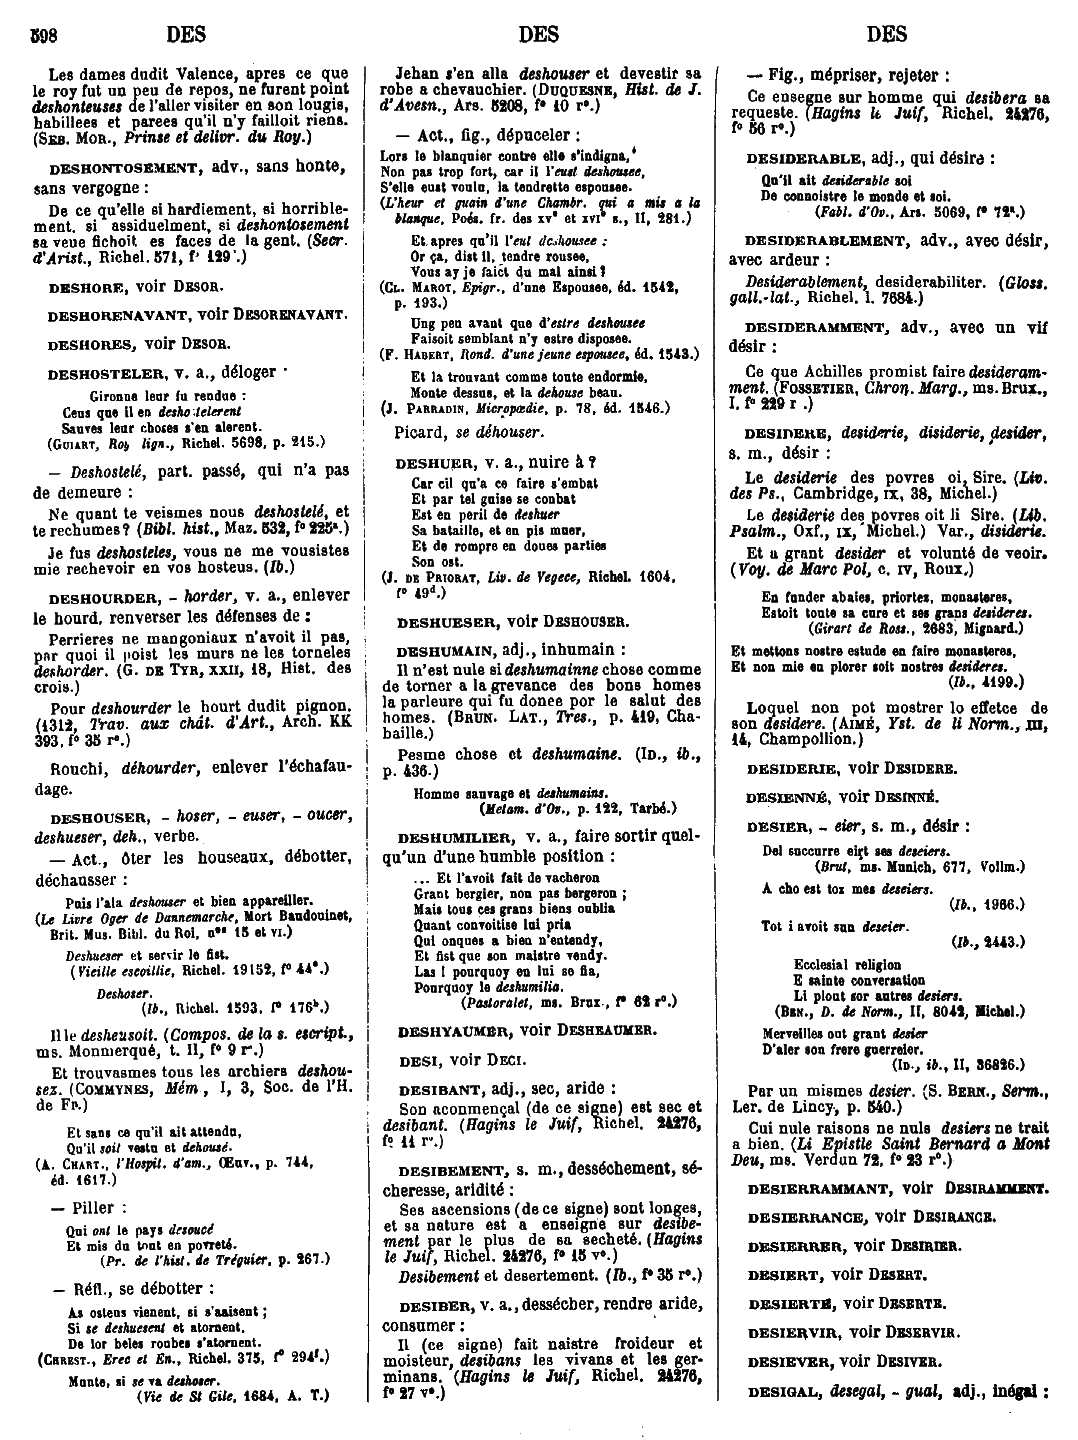 598 DES DES DES
Les dames dudit Valence, apres ce que
le roy fut un peu de repos, ne furent point
deshonteuses de l'aller visiter en son lougis,
habillees et parees qu'il n'y failloit riens.
(SEB. MOR., Prinse et delivr. du Roy.)
DESHONTOSEMENT, adv., sans honte,
sans vergogne :
De ce qu'elle si hardiement, si horrible-
ment, si assiduelment, si deshontosement
sa veue fichoit es faces de la gent. (Secr.
d'Arist., Richel. 571, f° 129°.)
DESHORE, voir DESOR.
DESHORENAVANT, voir DESORENAVANT.
DESHORES, voir DESOR.
DESHOSTELER, v. a., déloger
Gironne leur fu rendue :
Ceus que il en deshostelerent
Sauves leur choses s'en alerent.
(GUIART, Roy. lign., Richel. 5698, p. 215.)
— Deshostelé, part. passé, qui n'a pas
de demeure :
Ne quant te veismes nous deshostelé, et
te rechumes? (Bibl. hist., Maz. 532, f° 225ª.)
Je fus deshosteles, vous ne me vousistes
mie rechevoir en vos hosteus. (Ib.)
DESHOURDER, - horder, v. a., enlever
le hourd, renverser les défenses de :
Perrieres ne mangoniaux n'avoit il pas,
par quoi il poist les murs ne les torneles
deshorder. (G. DE TYR, XXII, 18, Hist. des
crois.)
Pour deshourder le hourt dudit pignon.
(1312, Trav. aux chât. d'Art., Arch. KK
393, f° 35 r°.)
Rouchi, déhourder, enlever l'échafau-
dage.
DESHOUSER, - hoser, - euser, - oucer,
deshueser, deh., verbe.
— Act., ôter les houseaux, débotter,
déchausser :
Puis l'ala deshouser et bien appareiller.
(Le Livre Oger de Dannemarche, Mort Baudouinet,
Brit. Mus. Bibl. du Roi, nos 15 et VI.)
Deshueser et servir le fist.
(Vieille escoillie, Richel. 19152, f° 44°.)
Deshoser.
(Ib., Richel. 1593, f° 176ᵇ.)
Il le desheusoit. (Compos. de la s. escript.,
ms. Monmerqué, t. II, f° 9 r°.)
Et trouvasmes tous les archiers deshou-
sez. (COMMYNES, Mém., I, 3, Soc. de l'H.
de Fr.)
Et sans ce qu'il ait attendu,
Qu'il soit vestu et dehousé.
(A. CHART., l'Hospit. d'am., Œuv., p. 744,
éd. 1617.)
— Piller :
Qui ont le pays desoucé
Et mis du tout en povreté.
(Pr. de l'hist. de Tréguier, p. 267.)
— Réfl., se débotter :
As ostens vienent, si s'aaisent ;
Si se deshuesent et atornent,
De lor beles roubes s'atornent.
(CHREST., Erec et En., Richel. 375, f° 294ᶠ.)
Monte, si se va deshoser.
(Vie de St Gile, 1684, A. T.)
Jehan s'en alla deshouser et devestir sa
robe a chevauchier. (DUQUESNE, Hist. de J.
d'Avesn., Ars. 5208, f° 10 r°.)
— Act., fig., dépuceler :
Lors le blanquier contre elle s'indigna,
Non pas trop fort, car il l'eust deshousee,
S'elle eust voulu, la tendrette espousee.
(L'heur et guain d'une Chambr. qui a mis a la
blanque, Poés. fr. des XVᵉ et XVIᵉ s., II, 281.)
Et apres qu'il l'eut deshousee :
Or ça, dist il, tendre rousee,
Vous ay je faict du mal ainsi ?
(CL. MAROT, Epigr., d'une Espousee, éd. 1542,
p. 193.)
Ung peu avant que d'estre deshousee
Faisoit semblant n'y estre disposee.
(F. HABERT, Rond. d'une jeune espousee, éd. 1543.)
Et la trouvant comme toute endormie,
Monte dessus, et la dehouse beau.
(J. PARRADIN, Micropædie, p. 78, éd. 1546.)
Picard, se déhouser.
DESHUER, v. a., nuire à ?
Car cil qu'a ce faire s'embat
Et par tel guise se conbat
Est en peril de deshuer
Sa bataille, et en pis muer,
Et de rompre en doues parties
Son ost.
(J. DE PRIORAT, Liv. de Vegece, Richel. 1604,
f° 49ᵈ.)
DESHUESER, voir DESHOUSER.
DESHUMAIN, adj., inhumain :
Il n'est nule si deshumainne chose comme
de torner a la grevance des bons homes
la parleure qui fu donee por le salut des
homes. (BRUN. LAT., Tres., p. 419, Cha-
baille.)
Pesme chose et deshumaine. (ID., ib.,
p. 436.)
Homme sauvage et deshumains.
(Metam. d'Ov., p. 122, Tarbé.)
DESHUMILIER, v. a., faire sortir quel-
qu'un d'une humble position :
... Et l'avoit fait de vacheron
Grant bergier, non pas bergeron ;
Mais tous ces grans biens oublia
Quant convoitise lui pria
Qui onques a bien n'entendy,
Et fist que son maistre vendy.
Las ! pourquoy en lui se fia,
Pourquoy le deshumilia.
(Pastoralet, ms. Brux., f° 62 r°.)
DESHYAUMER, voir DESHEAUMER.
DESI, voir DECI.
DESIBANT, adj., sec, aride :
Son aconmençal (de ce signe) est sec et
desibant. (Hagins le Juif, Richel. 24276,
f° 11 r°.)
DESIBEMENT, s. m., desséchement, sé-
cheresse, aridité :
Ses ascensions (de ce signe) sont longes,
et sa nature est a enseigne sur desibe-
ment par le plus de sa secheté. (Hagins
le Juif, Richel. 24276, f° 15 v°.)
Desibement et desertement. (Ib., f° 35 r°.)
DESIBER, v. a., dessécher, rendre aride,
consumer :
Il (ce signe) fait naistre froideur et
moisteur, desibans les vivans et les ger-
minans. (Hagins le Juif, Richel. 24276,
f° 27 v°.)
— Fig., mépriser, rejeter :
Ce ensegne sur homme qui desibera sa
requeste. (Hagins le Juif, Richel. 24276,
f° 56 r°.)
DESIDERABLE, adj., qui désire :
Qu'il ait desiderable soi
De connoistre le monde et soi.
(Fabl. d'Ov., Ars. 5069, f° 72ª.)
DESIDERABLEMENT, adv., avec désir,
avec ardeur :
Desiderablement, desiderabiliter. (Gloss.
gall.-lat., Richel. l. 7684.)
DESIDERAMMENT, adv., avec un vif
désir :
Ce que Achilles promist faire desideram-
ment. (FOSSETIER, Chron. Marg., ms. Brux.,
I, f° 229 r°.)
DESIDERE, desiderie, disiderie, desider,
s. m., désir :
Le desiderie des povres oi, Sire. (Liv.
des Ps., Cambridge, IX, 38, Michel.)
Le desiderie des povres oit li Sire. (Lib.
Psalm., Oxf., IX, Michel.) Var., disiderie.
Et a grant desider et volunté de veoir.
(Voy. de Marc Pol, c. IV, Roux.)
En funder abaies, priortes, monasteres,
Estoit toute sa cure et ses grans desideres.
(Girart de Ross., 2683, Mignard.)
Et mettons nostre estude en faire monasteres,
Et non mie en plorer soit nostres desideres.
(Ib., 4199.)
Loquel non pot mostrer lo effetce de
son desidere. (AIMÉ, Yst. de li Norm., III,
14, Champollion.)
DESIDERIE, voir DESIDERE.
DESIENNÉ, voir DESINNÉ.
DESIER, - eier, s. m., désir :
Del succurre eirt ses deseiers.
(Brut, ms. Munich, 677, Vollm.)
A cho est toz mes deseiers.
(Ib., 1966.)
Tot i avoit sun deseier.
(Ib., 2443.)
Ecclesial religion
E sainte conversation
Li plout sor autres desiers.
(BEN., D. de Norm., II, 8042, Michel.)
Merveilles out grant desier
D'aler son frere guerreier.
(ID., ib., II, 36826.)
Par un mismes desier. (S. BERN., Serm.,
Ler. de Lincy, p. 540.)
Cui nule raisons ne nuls desiers ne trait
a bien. (Li Epistle Saint Bernard a Mont
Deu, ms. Verdun 72, f° 23 r°.)
DESIERRAMMANT, voir DESIRAMMENT.
DESIERRANCE, voir DESIRANCE.
DESIERRER, voir DESIRIER.
DESIERT, voir DESERT.
DESIERTE, voir DESERTE.
DESIERVIR, voir DESERVIR.
DESIEVER, voir DESIVER.
DESIGAL, desegal, - gual, adj., inégal :